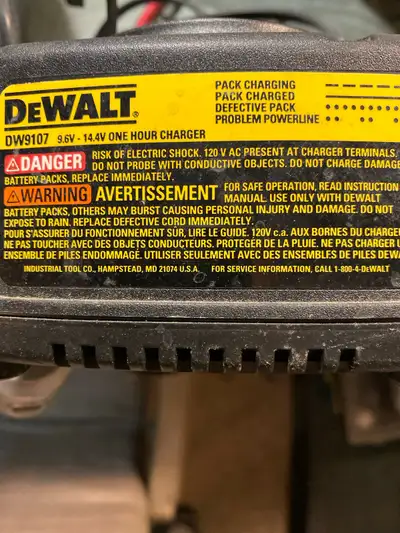 DEWALT®
PACK CHARGING
PACK CHARGED
DEFECTIVE PACK
PROBLEM POWERLINE
DW9107 9.6V - 14.4V ONE HOUR CHARGER
DANGER RISK OF ELECTRIC SHOCK. 120 V AC PRESENT AT CHARGER TERMINALS.
DO NOT PROBE WITH CONDUCTIVE OBJECTS. DO NOT CHARGE DAMAGE
BATTERY PACKS, REPLACE IMMEDIATELY.
WARNING AVERTISSEMENT FOR SAFE OPERATION, READ INSTRUCTION
MANUAL. USE ONLY WITH DEWALT
BATTERY PACKS, OTHERS MAY BURST CAUSING PERSONAL INJURY AND DAMAGE. DO NOT
EXPOSE TO RAIN. REPLACE DEFECTIVE CORD IMMEDIATELY.
POUR S'ASSURER DU FONCTIONNEMENT SÛR, LIRE LE GUIDE. 120V c.a. AUX BORNES DU CHARG
NE PAS TOUCHER AVEC DES OBJETS CONDUCTEURS. PROTEGER DE LA PLUIE. NE PAS CHARGER L
ENSEMBLE DE PILES ENDOMMAGÉ. UTILISER SEULEMENT AVEC DES ENSEMBLES DE PILES DEWA
INDUSTRIAL TOOL CO., HAMPSTEAD, MD 21074 U.S.A. FOR SERVICE INFORMATION, CALL 1-800-4-DEWALT